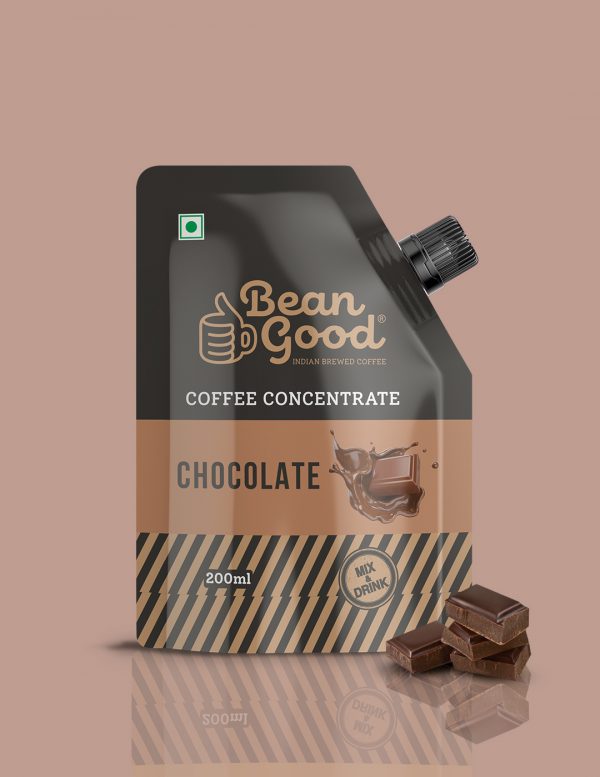 Bean
Good®
INDIAN BREWED COFFEE
COFFEE CONCENTRATE
CHOCOLATE
200ml
MIX
&
DRINK